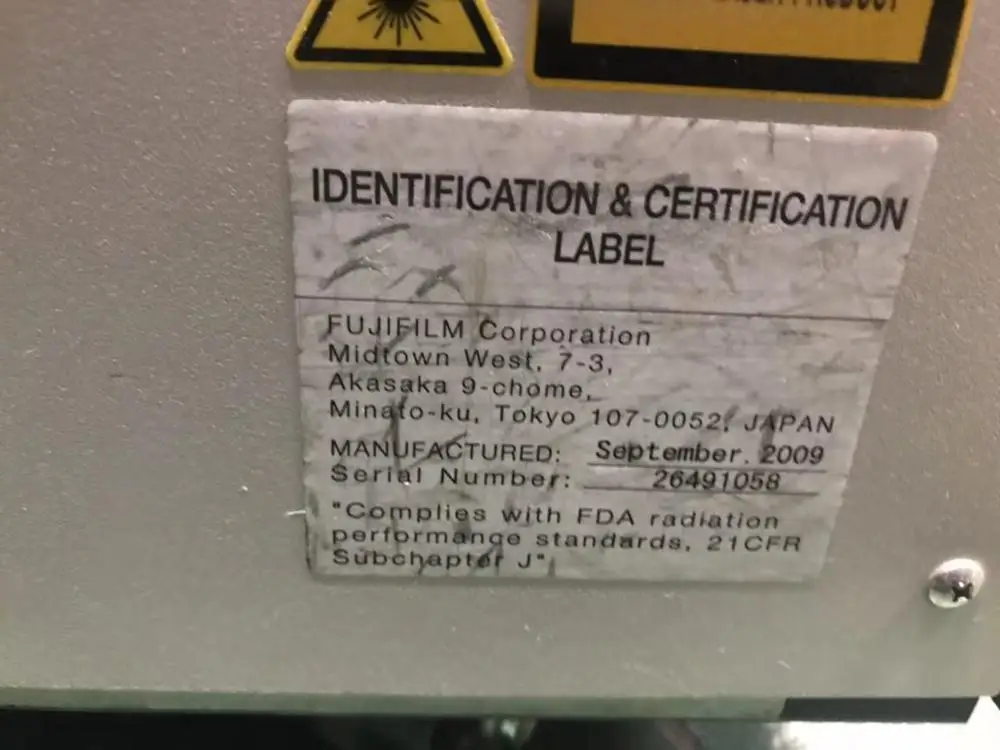 PRODUCT
IDENTIFICATION & CERTIFICATION
LABEL
FUJIFILM Corporation
Midtown West, 7-3,
Akasaka 9-chome,
Minato-ku, Tokyo 107-0052, JAPAN
MANUFACTURED: September. 2009
Serial Number: 26491058
"Complies with FDA radiation
performance standards, 21CFR
Subchapter J"